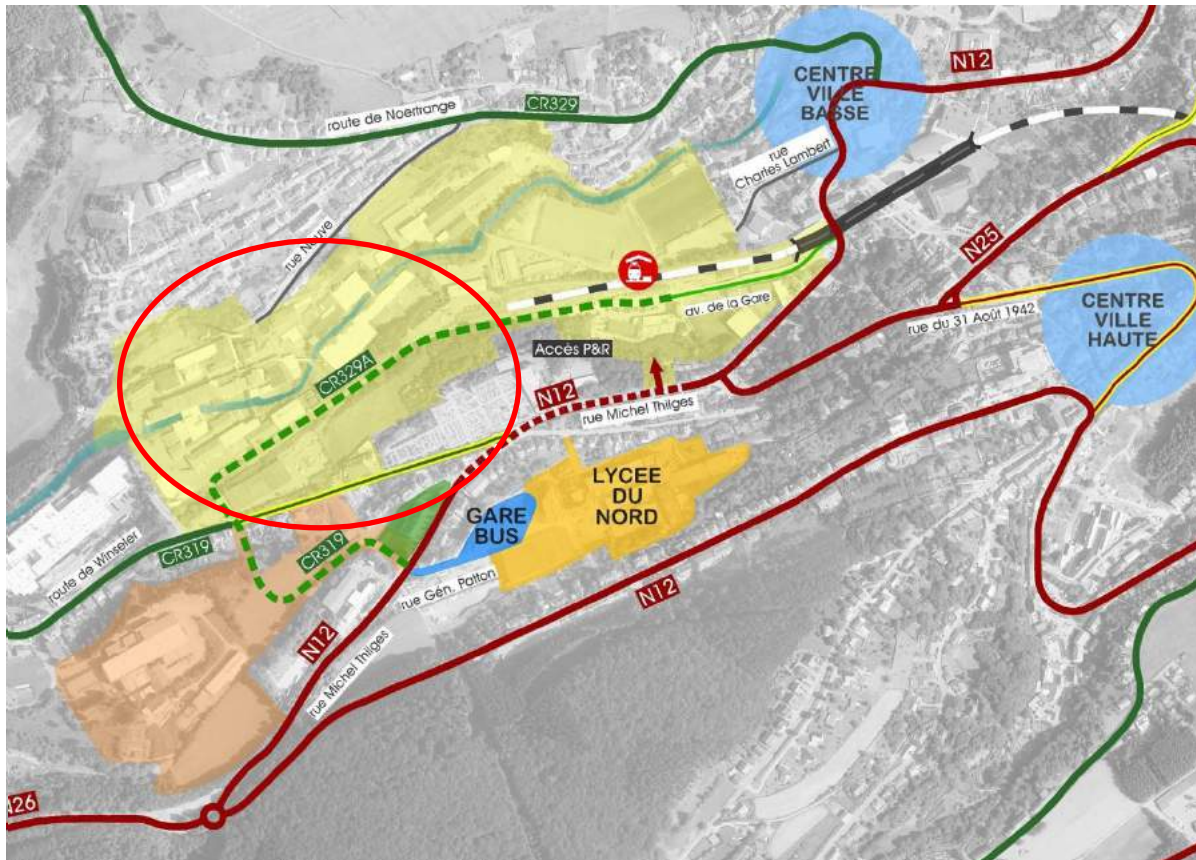 N12
CENTRE
VILLE
BASSE
CR329
route de Noertrange
rue
Charles Lambert
rue Neuve
N25
CENTRE
VILLE
HAUTE
rue du 31 Août 1942
av. de la Gare
Accès P&R
CR329A
N12
rue Michel Thilges
LYCEE
DU
NORD
GARE
BUS
route de Winseler
CR319
CR319
rue Gén. Patton
N12
N12
rue Michel Thilges
N26